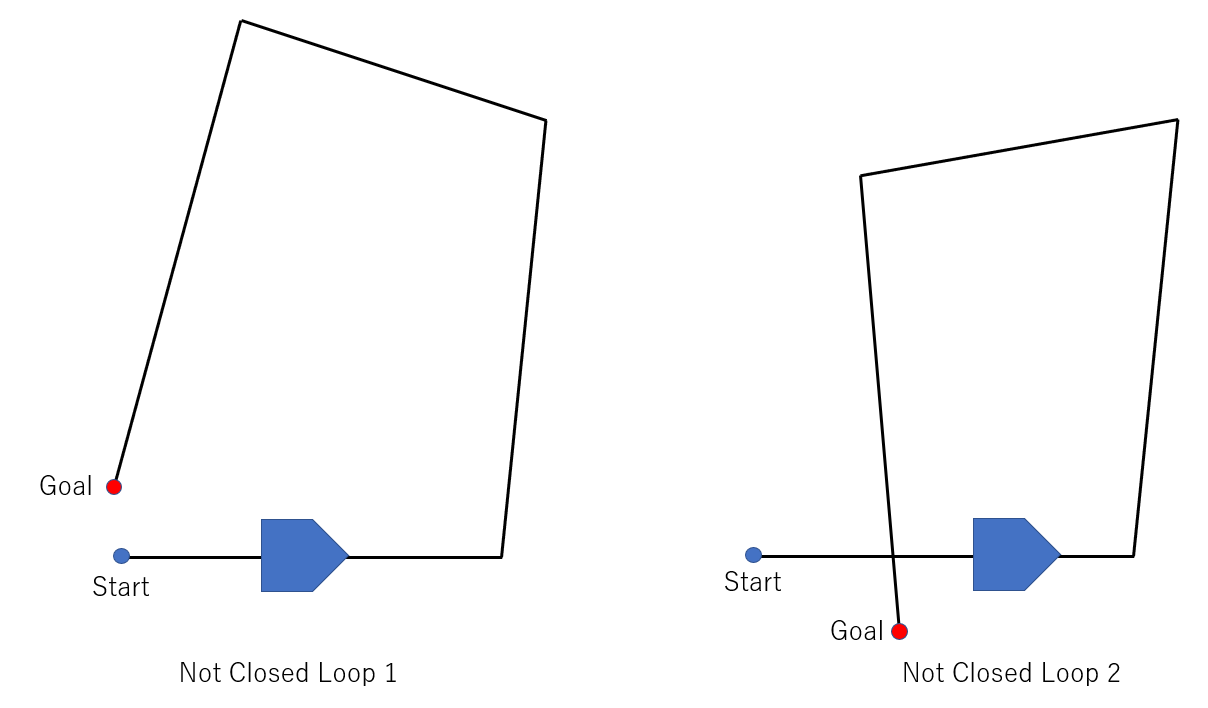 Goal
Start
Not Closed Loop 1
Start
Goal
Not Closed Loop 2